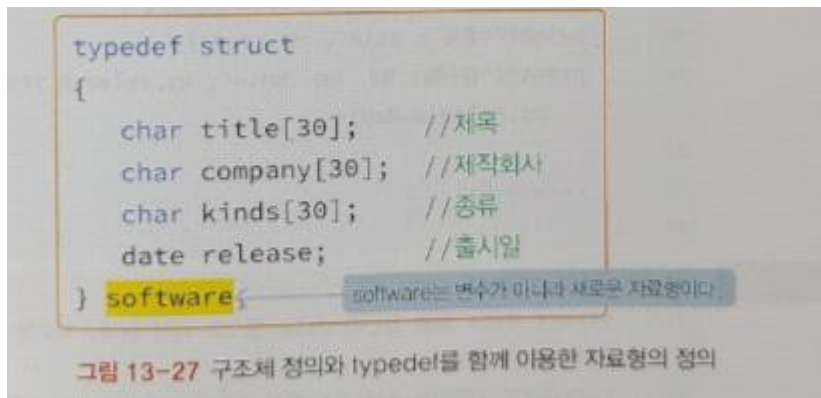 typedef struct
{
char title[30]; //제목
char company[30]; //제작회사
char kinds[30]; //종류
date release; //출시일
} software; software는 변수가 아니라 새로운 자료형이다.
그림 13-27 구조체 정의와 typedef를 함께 이용한 자료형의 정의